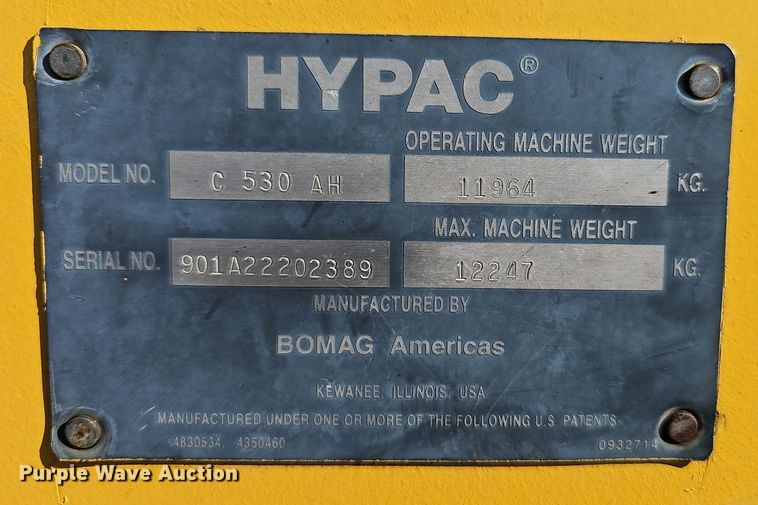 HYPAC®
OPERATING MACHINE WEIGHT
MODEL NO. C 530 AH 11964 KG.
MAX. MACHINE WEIGHT
SERIAL NO. 901A22202389 12247 KG.
MANUFACTURED BY
BOMAG Americas
KEWANEE, ILLINOIS, USA
MANUFACTURED UNDER ONE OR MORE OF THE FOLLOWING U.S. PATENTS
4830534, 4350460 0932714
Purple Wave Auction